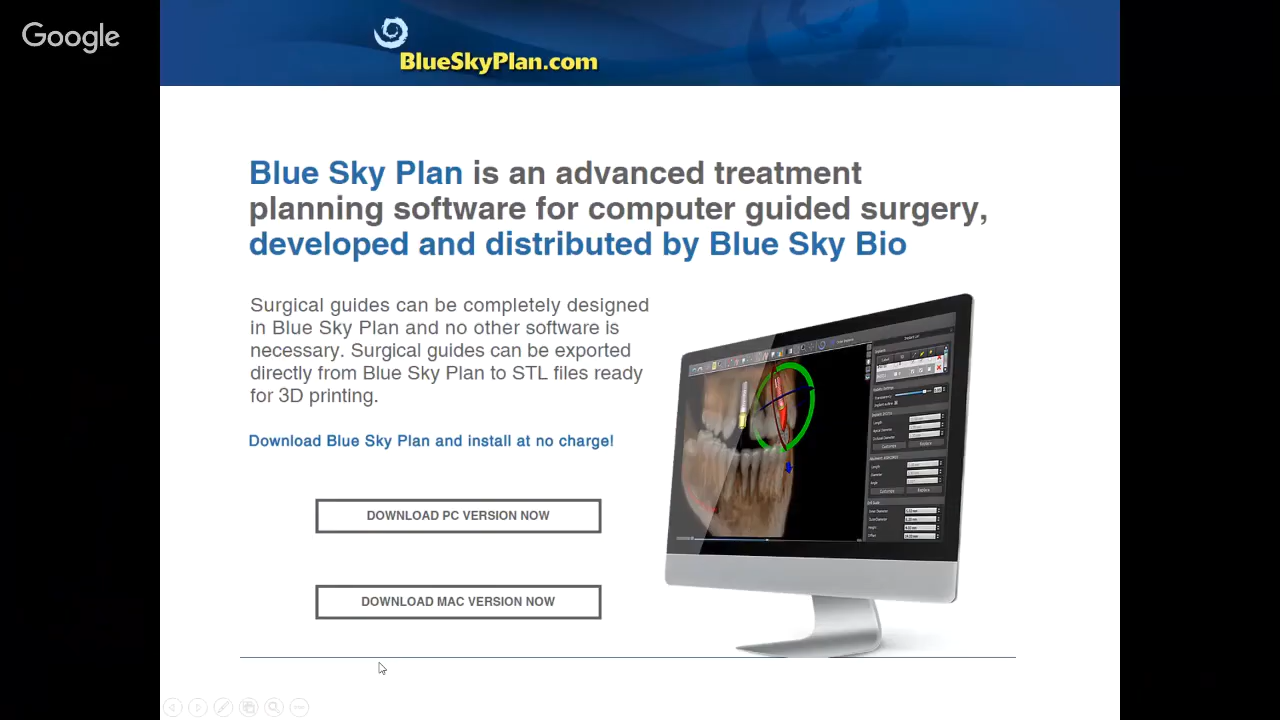 Google
BlueSkyPlan.com
Blue Sky Plan is an advanced treatment
planning software for computer guided surgery,
developed and distributed by Blue Sky Bio
Surgical guides can be completely designed
in Blue Sky Plan and no other software is
necessary. Surgical guides can be exported
directly from Blue Sky Plan to STL files ready
for 3D printing.
Download Blue Sky Plan and install at no charge!
DOWNLOAD PC VERSION NOW
DOWNLOAD MAC VERSION NOW